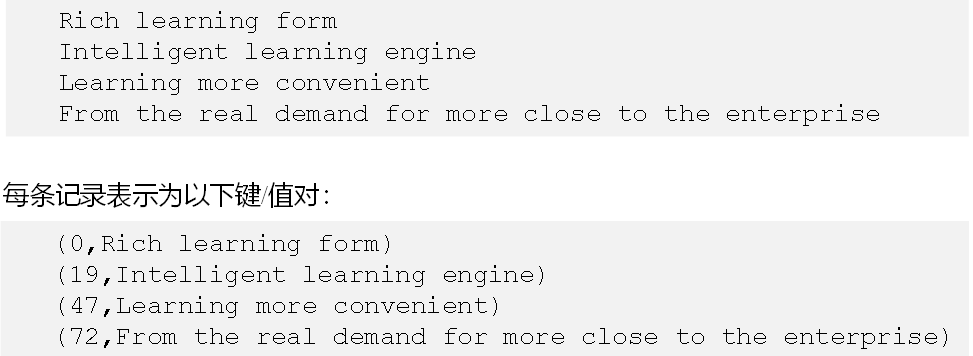 Rich learning form
Intelligent learning engine
Learning more convenient
From the real demand for more close to the enterprise
每条记录表示为以下键/值对：
(0,Rich learning form)
(19,Intelligent learning engine)
(47,Learning more convenient)
(72,From the real demand for more close to the enterprise)